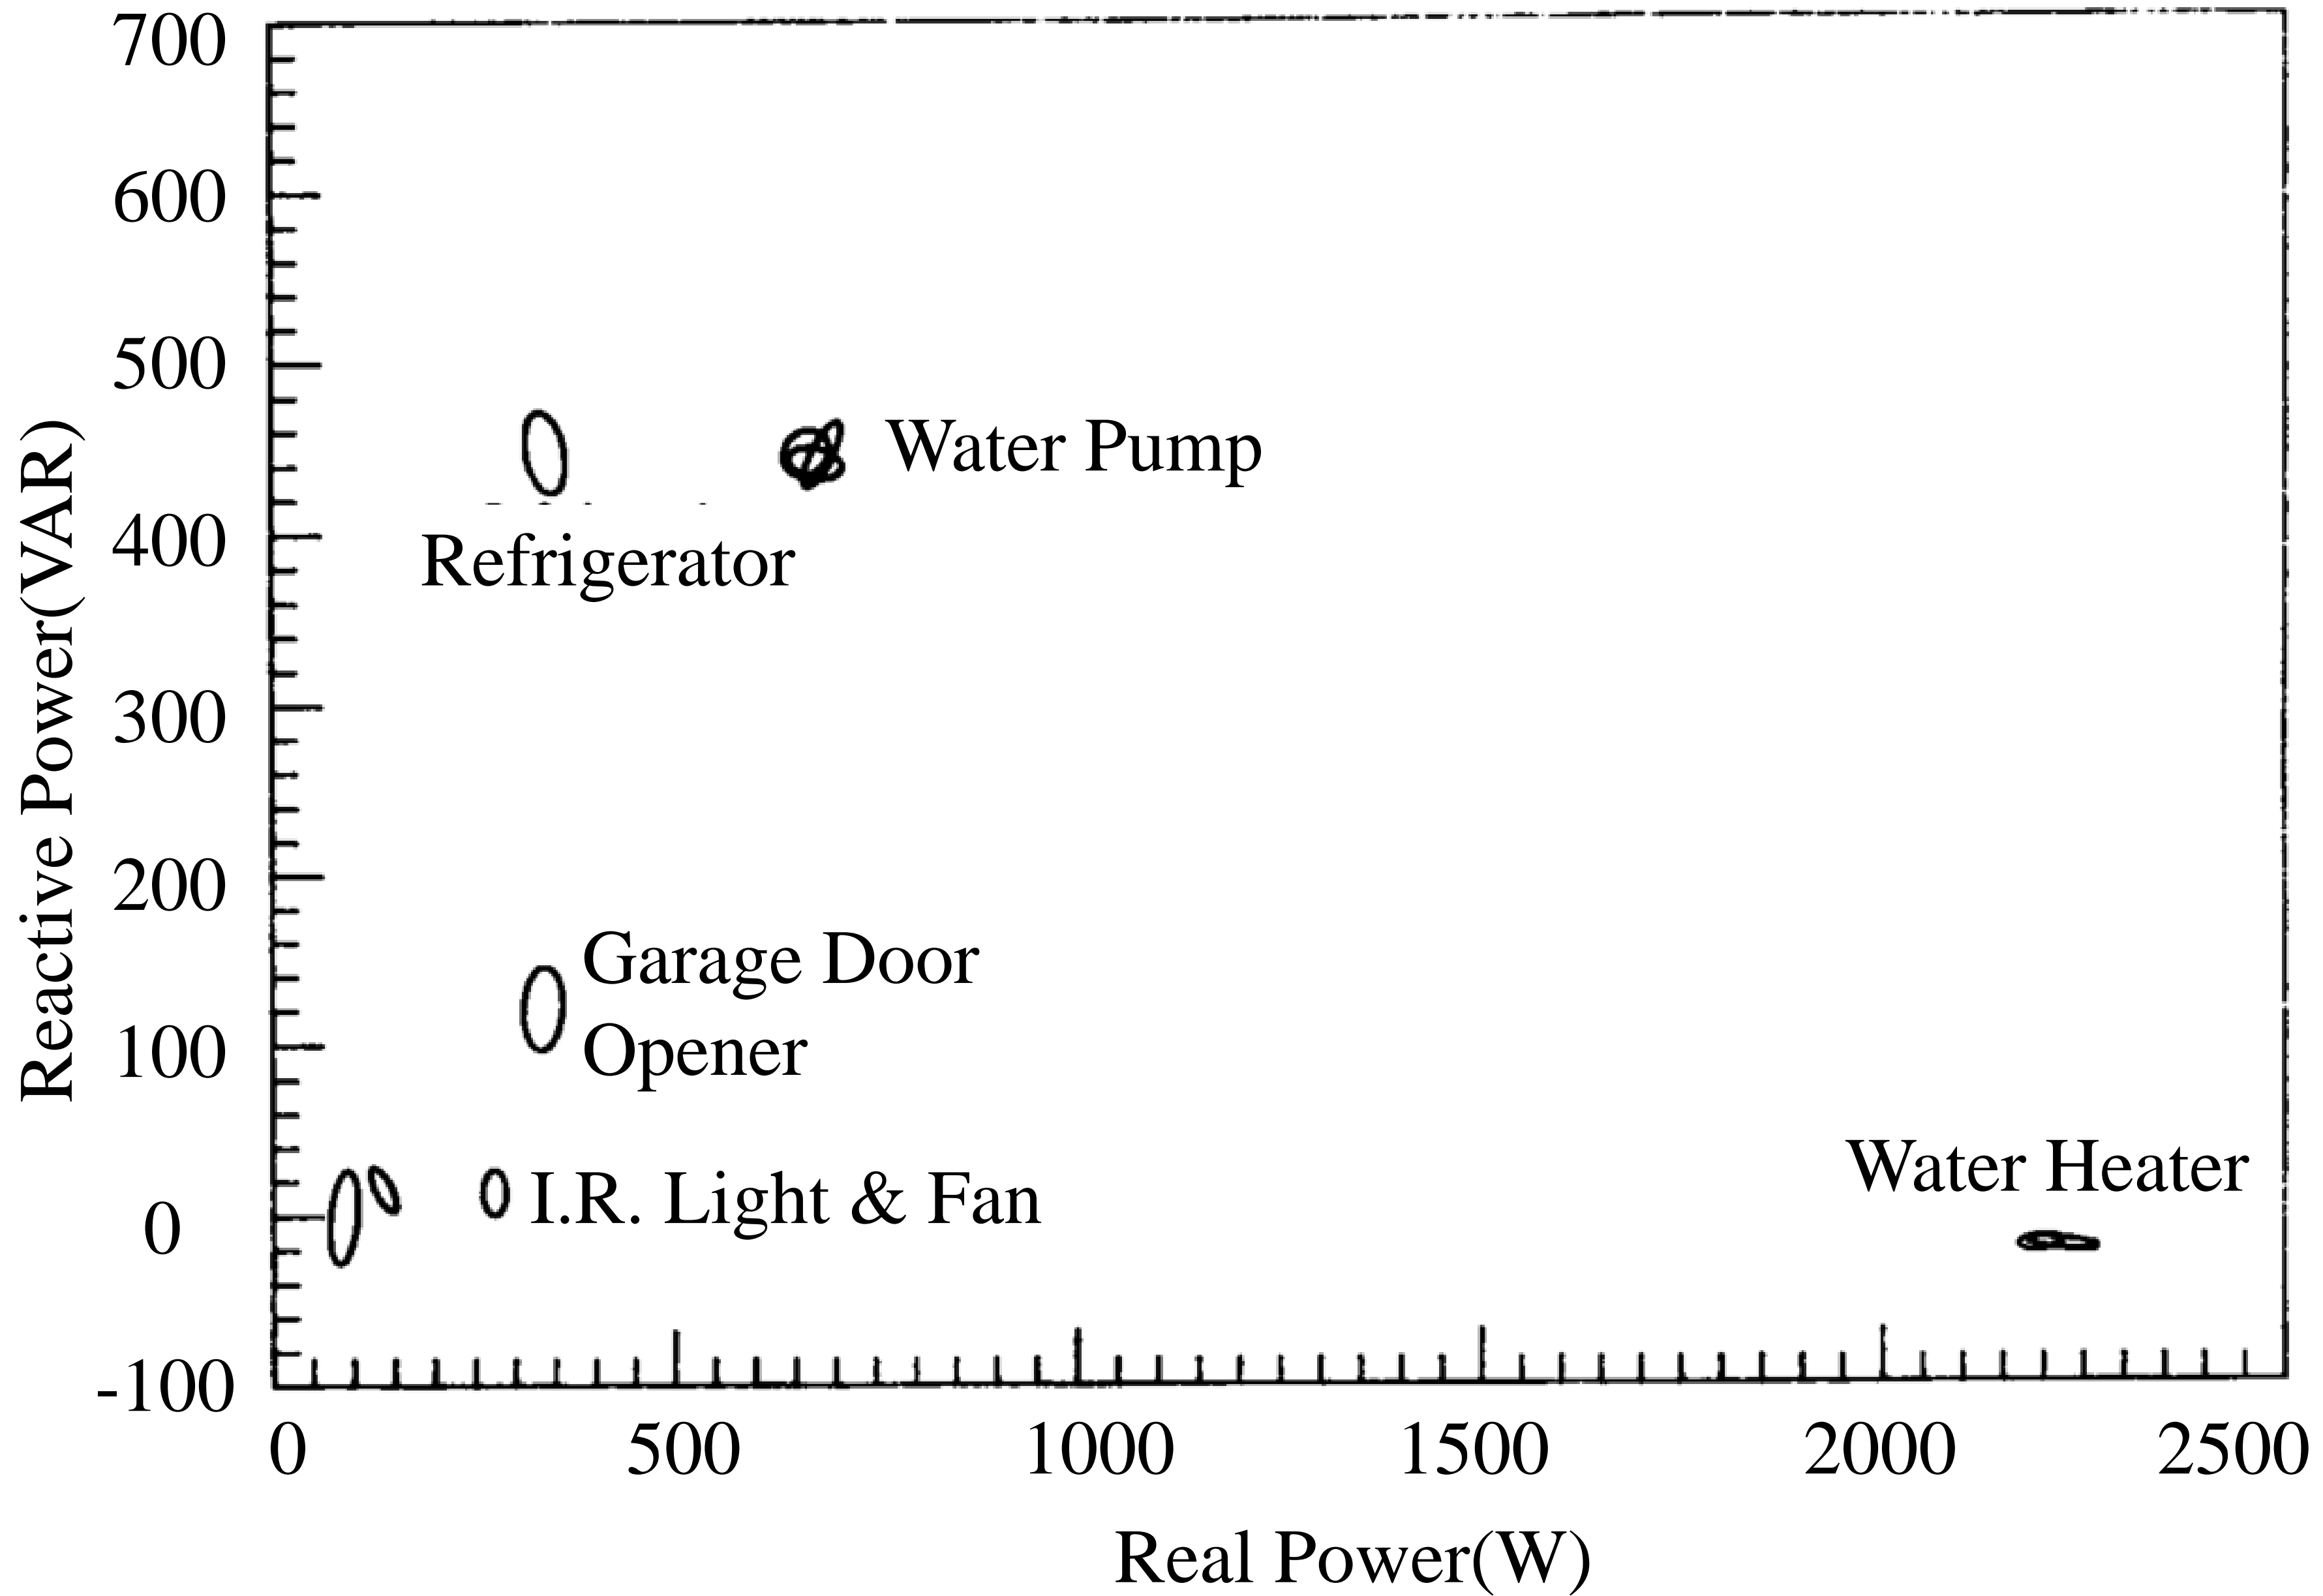 700
600
500
400
300
200
100
0
-100
Reactive Power(VAR)
Water Pump
Refrigerator
Garage Door
Opener
I.R. Light & Fan
Water Heater
0 500 1000 1500 2000 2500
Real Power(W)